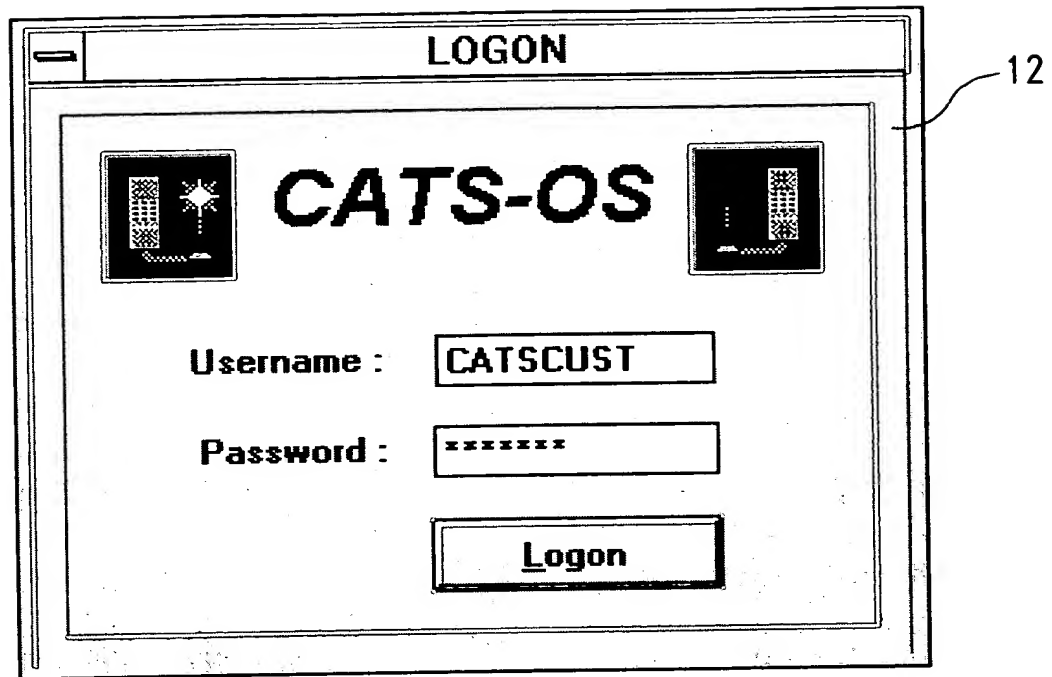 LOGON
12
CATS-OS
Username : CATSCUST
Password : *******
Logon